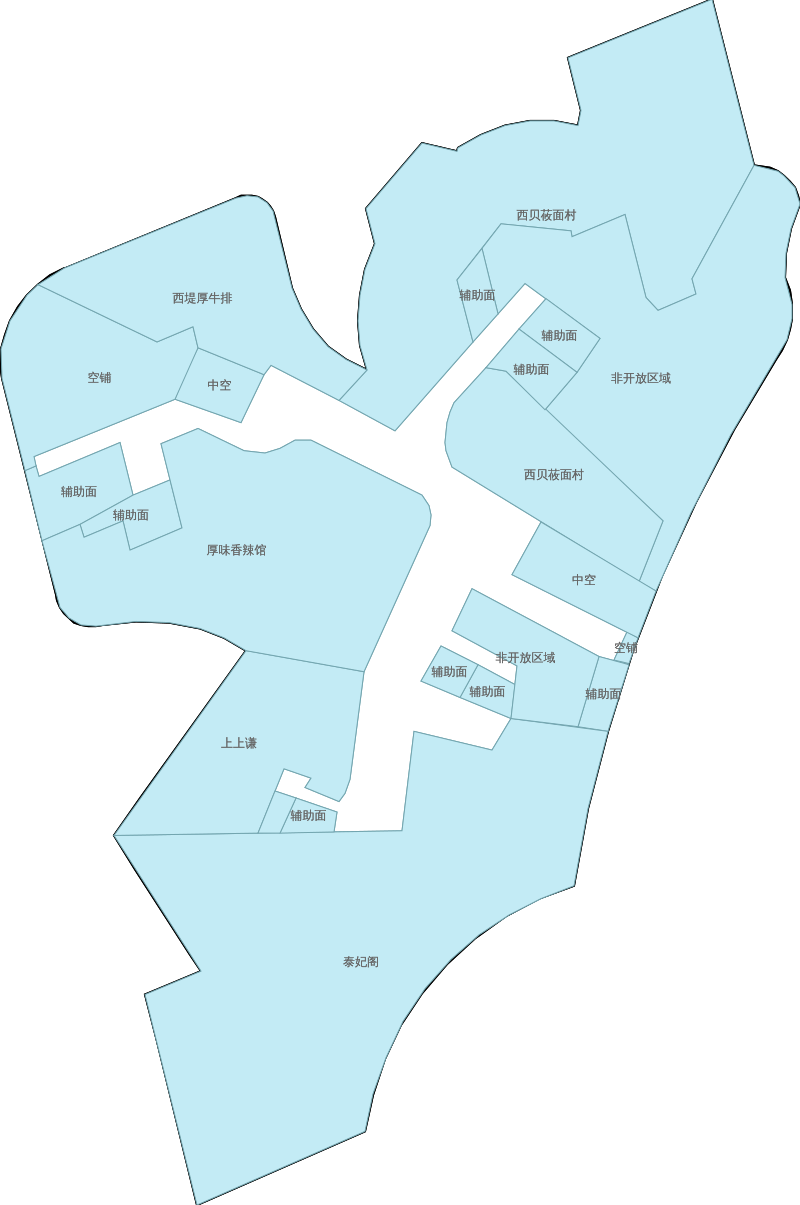 西贝莜面村
辅助面
西堤厚牛排
辅助面
辅助面
空铺
中空
非开放区域
西贝莜面村
辅助面
辅助面
厚味香辣馆
中空
空铺
非开放区域
辅助面
辅助面
辅助面
上上谦
辅助面
泰妃阁